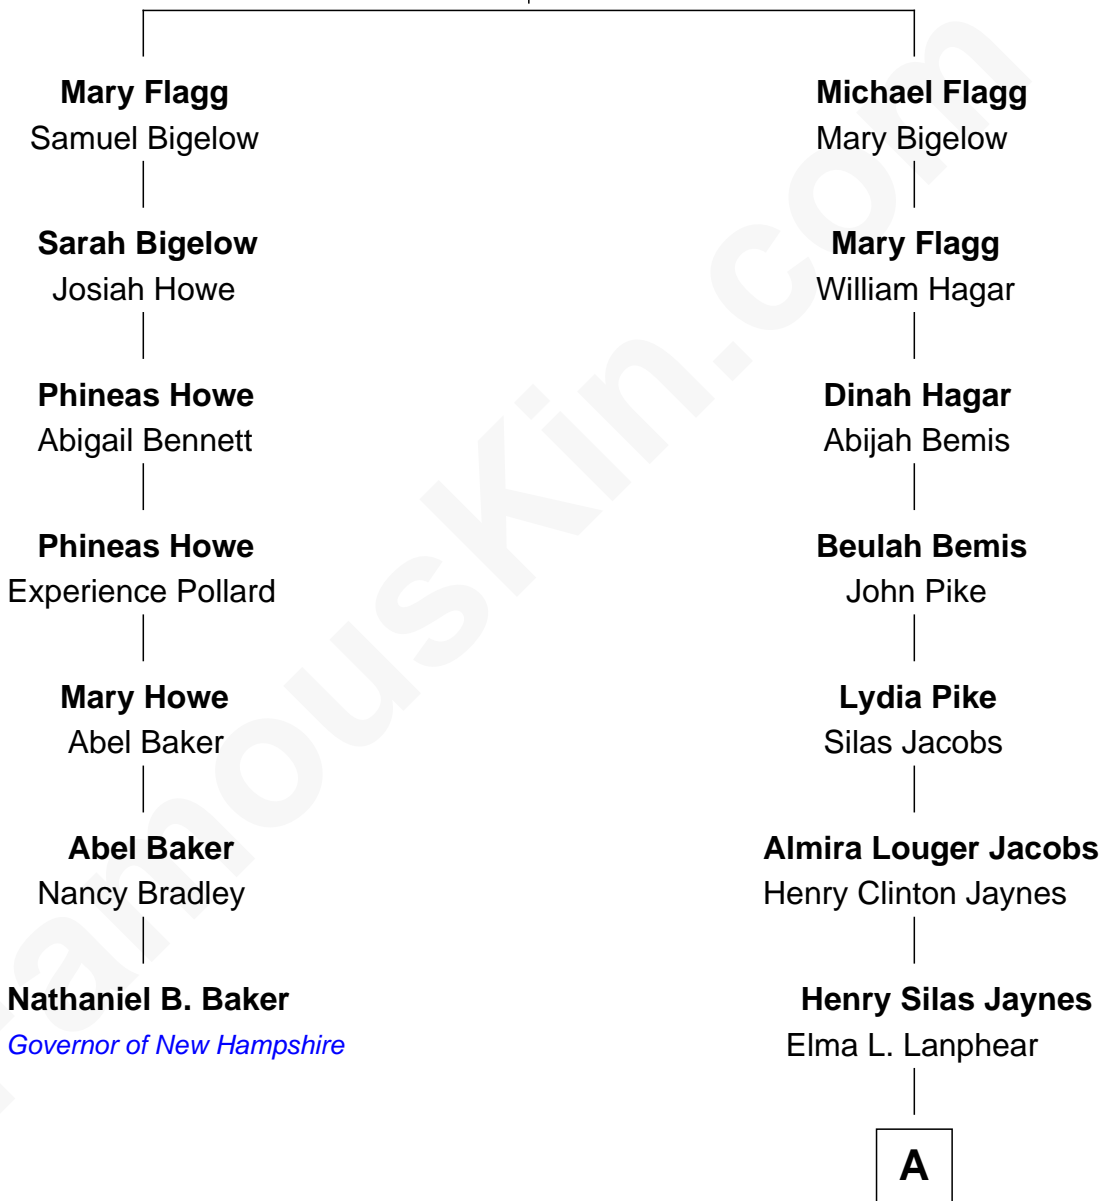 Mary Flagg
Samuel Bigelow
Sarah Bigelow
Josiah Howe
Phineas Howe
Abigail Bennett
Phineas Howe
Experience Pollard
Mary Howe
Abel Baker
Abel Baker
Nancy Bradley
Nathaniel B. Baker
Governor of New Hampshire
Michael Flagg
Mary Bigelow
Mary Flagg
William Hagar
Dinah Hagar
Abijah Bemis
Beulah Bemis
John Pike
Lydia Pike
Silas Jacobs
Almira Louger Jacobs
Henry Clinton Jaynes
Henry Silas Jaynes
Elma L. Lanphear
A
FamousKin.com